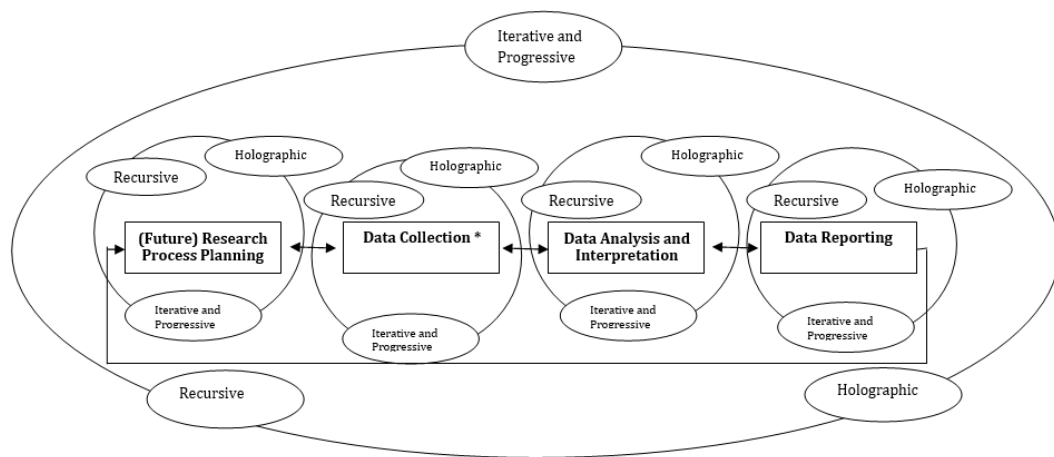 Iterative and
Progressive
Holographic
Recursive
(Future) Research
Process Planning
Iterative and
Progressive
Holographic
Recursive
Data Collection *
Iterative and
Progressive
Holographic
Recursive
Data Analysis and
Interpretation
Iterative and
Progressive
Holographic
Recursive
Data Reporting
Iterative and
Progressive
Recursive
Holographic